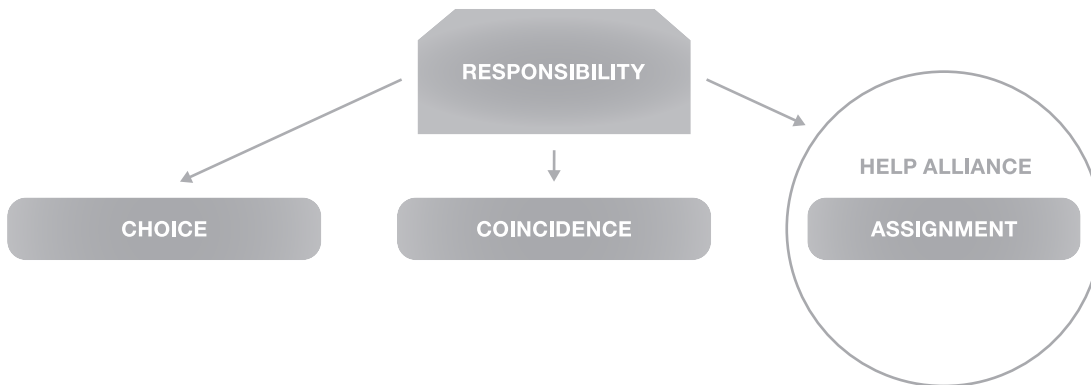 RESPONSIBILITY
HELP ALLIANCE
CHOICE
COINCIDENCE
ASSIGNMENT